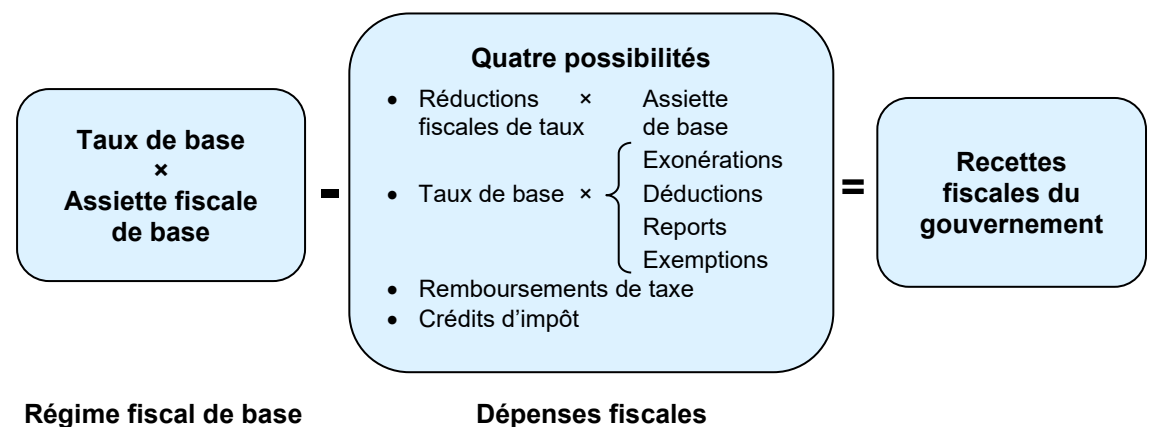 Taux de base
×
Assiette fiscale
de base
-
Quatre possibilités
• Réductions × Assiette
fiscales de taux de base
• Taux de base × { Exonérations
Déductions
Reports
Exemptions
• Remboursements de taxe
• Crédits d’impôt
=
Recettes
fiscales du
gouvernement
Régime fiscal de base
Dépenses fiscales